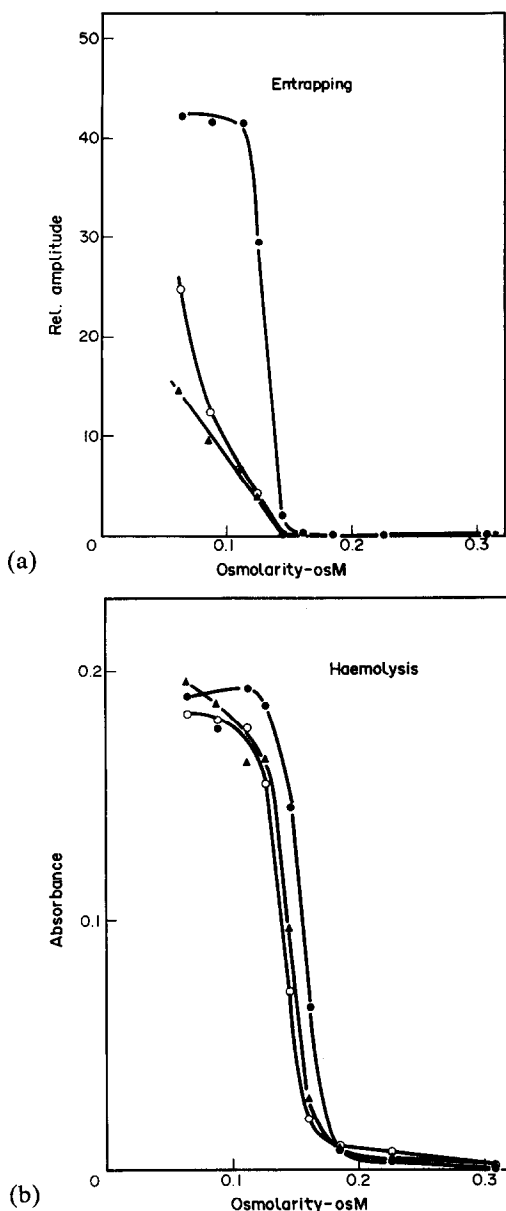 50
Entrapping
40
30
20
10
Rel. amplitude
0
0.1
0.2
0.3
(a)
Osmolarity-osM
0.2
Haemolysis
0.1
Absorbance
0
0.1
0.2
0.3
(b)
Osmolarity-osM